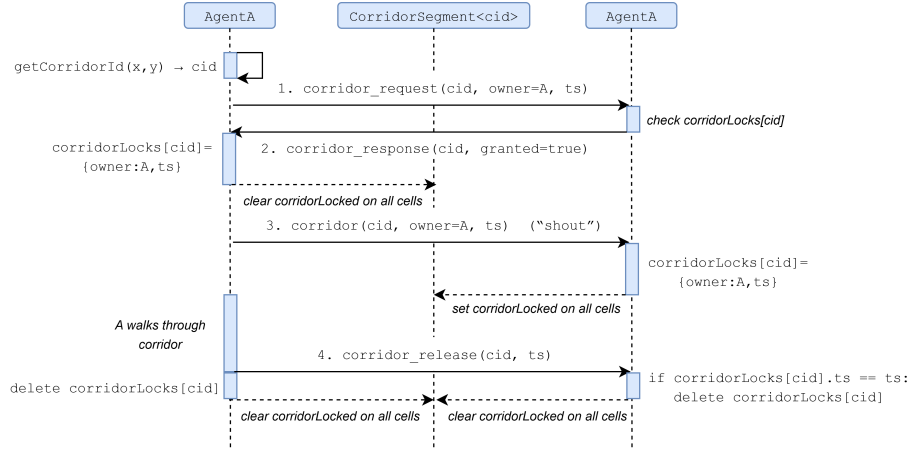 AgentA
CorridorSegment<cid>
AgentA
getCorridorId(x,y) → cid
1. corridor_request(cid, owner=A, ts)
check corridorLocks[cid]
corridorLocks[cid]=
{owner:A,ts}
2. corridor_response(cid, granted=true)
clear corridorLocked on all cells
3. corridor(cid, owner=A, ts) (“shout”)
corridorLocks[cid]=
{owner:A,ts}
set corridorLocked on all cells
A walks through
corridor
4. corridor_release(cid, ts)
delete corridorLocks[cid]
if corridorLocks[cid].ts == ts:
delete corridorLocks[cid]
clear corridorLocked on all cells
clear corridorLocked on all cells